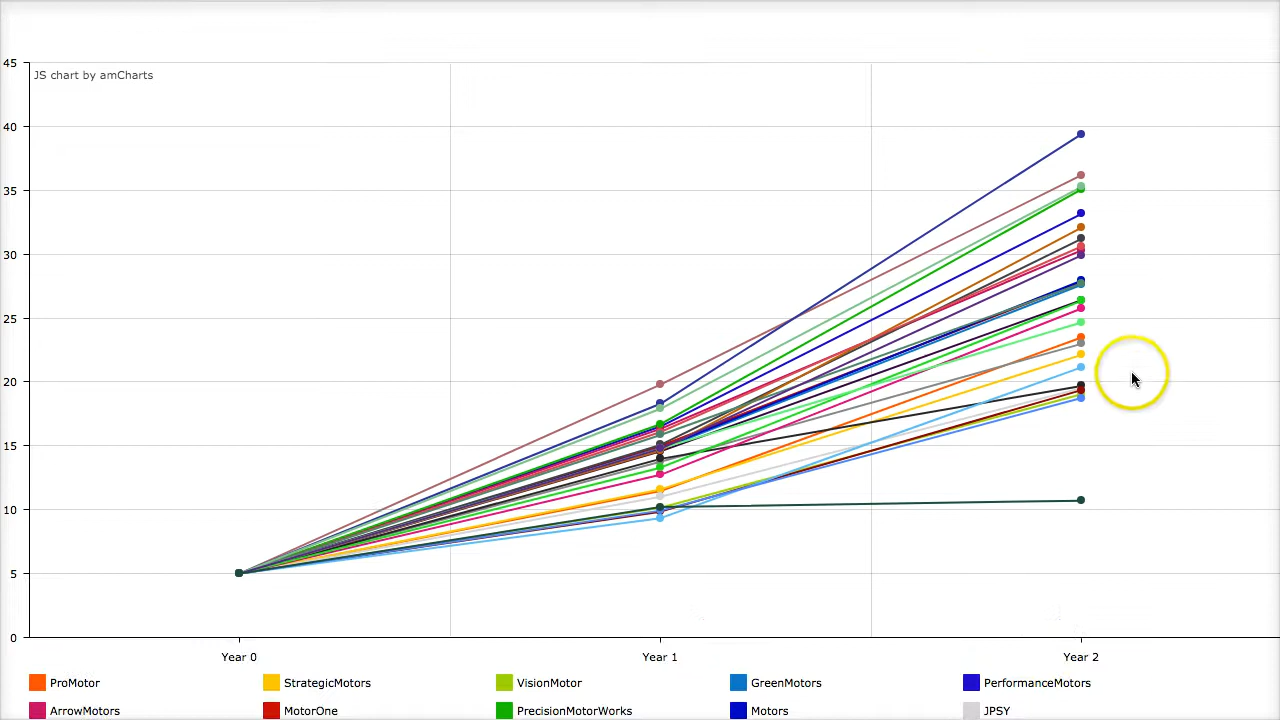 45
JS chart by amCharts
40
35
30
25
20
15
10
5
0
Year 0 Year 1 Year 2
ProMotor StrategicMotors VisionMotor GreenMotors PerformanceMotors
ArrowMotors MotorOne PrecisionMotorWorks Motors JPSY